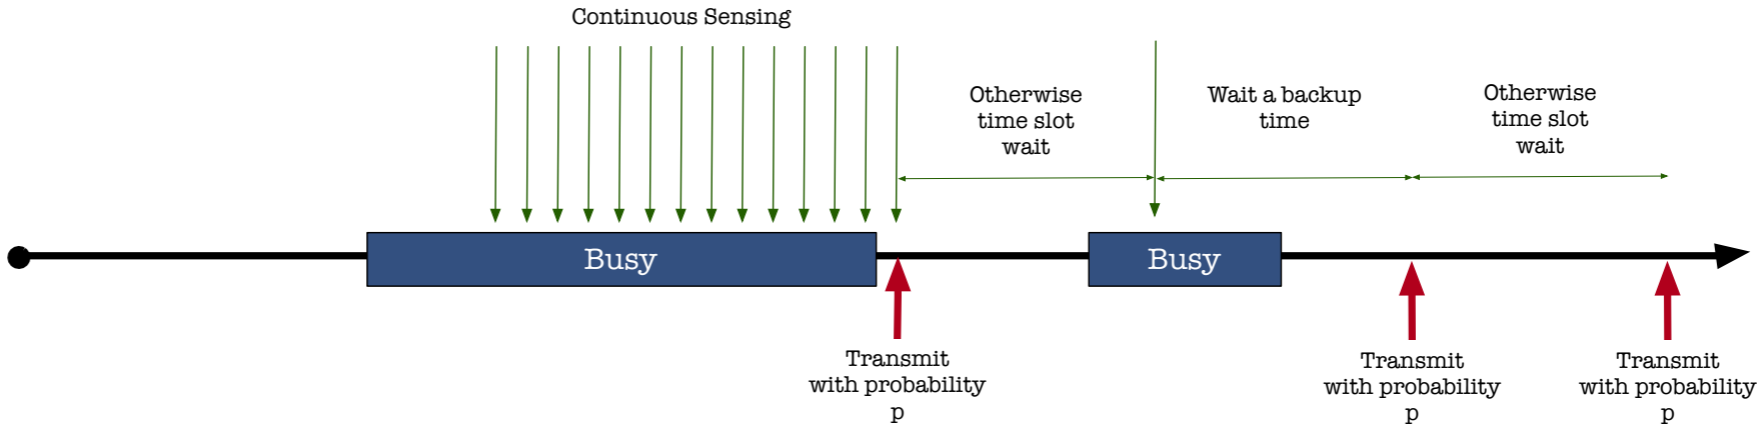 Continuous Sensing
Otherwise
time slot
wait
Wait a backup
time
Otherwise
time slot
wait
Busy
Busy
Transmit
with probability
p
Transmit
with probability
p
Transmit
with probability
p